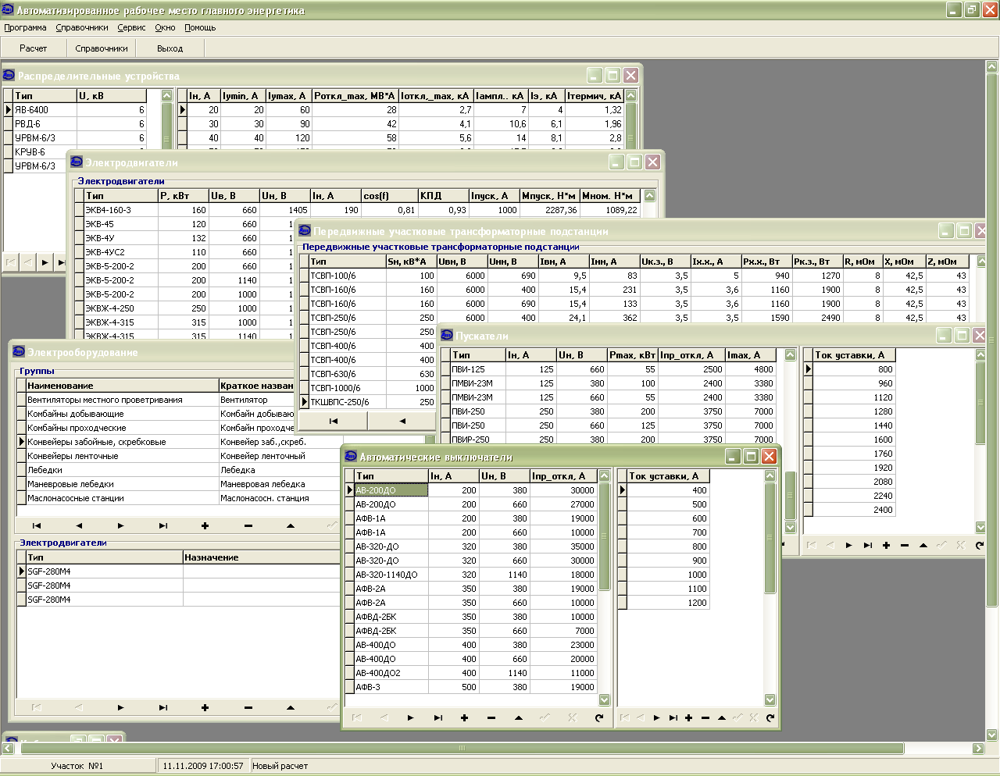 Автоматизированное рабочее место главного энергетика
Программа Справочники Сервис Окно Помощь
Расчет Справочники Выход
Распределительные устройства
Тип U, кВ Iн, А Iуmin, А Iуmax, А Pоткл_max, МВ*А Iоткл,_max, кА Iампл.. кА Iэ, кА Iтермич, кА
ЯВ-6400 6 20 20 60 28 2,7 7 4 1,32
РВД-6 6 30 30 90 42 4,1 10,6 6,1 1,96
УРВМ-6/3 6 40 40 120 58 5,6 14 8,1 2,8
КРУВ-6
УРВМ-6/3
Электродвигатели
Электродвигатели
Тип P, кВт Uв, В Uн, В Iн, А cos(f) КПД Iпуск, А Мпуск, Н*м Мном. Н*м
ЭКВ4-160-3 160 660 1405 190 0,81 0,93 1000 2287,36 1089,22
ЭКВ-45 120 660 1
ЭКВ-4У 132 660 1
ЭКВ-4УС2 110 660 1
ЭКВ-5-200-2 200 660 1
ЭКВ-5-200-2 200 1140 1
ЭКВ-5-200-2 200 1000 1
ЭКВЖ-4-250 250 1000 1
ЭКВЖ-4-315 315 1000 1
ЭКВЖ-4-315 315 1140 1
Передвижные участковые трансформаторные подстанции
Передвижные участковые трансформаторные подстанции
Тип Sн, кВ*А Uвн, В Uнн, В Iвн, А Iнн, А Uк.з., В Iх.х., А Рх.х., Вт Рк.з., Вт R, мОм X, мОм Z, мОм
ТСВП-100/6 100 6000 690 9,5 83 3,5 5 940 1270 8 42,5 43
ТСВП-160/6 160 6000 400 15,4 231 3,5 3,6 1160 1900 8 42,5 43
ТСВП-160/6 160 6000 690 15,4 133 3,5 3,6 1160 1900 8 42,5 43
ТСВП-250/6 250 6000 400 24,1 362 3,5 3,5 1590 2490 8 42,5 43
ТСВП-250/6 250
ТСВП-400/6 400
ТСВП-400/6 400
ТСВП-630/6 630
ТСВП-1000/6 1000
ТКШВПС-250/6 250
Пускатели
Тип Iн, А Uн, В Pmax, кВт Iпр_откл, А Imax, А
ПВИ-125 125 660 55 2500 4800
ПМВИ-23М 125 380 100 2400 3380
ПМВИ-23М 125 660 55 2400 3380
ПВИ-250 250 380 200 3750 7000
ПВИ-250 250 660 125 3750 7000
ПВИР-250 250 380 200 3750 7000
Ток уставки, А
800
960
1120
1280
1440
1600
1760
1920
2080
2240
2400
Электрооборудование
Группы
Наименование Краткое назван
Вентиляторы местного проветривания Вентилятор
Комбайны добывающие Комбайн добываю
Комбайны проходческие Комбайн проходче
Конвейеры забойные, скребковые Конвейер заб.,скреб.
Конвейеры ленточные Конвейер ленточный
Лебедки Лебедка
Маневровые лебедки Маневровая лебедка
Маслонасосные станции Маслонасосн. станция
Электродвигатели
Тип Назначение
SGF-280M4
SGF-280M4
SGF-280M4
Автоматические выключатели
Тип Iн, А Uн, В Iпр_откл, А
АВ-200ДО 200 380 30000
АВ-200ДО 200 660 27000
АФВ-1А 200 380 19000
АФВ-1А 200 660 10000
АВ-320-ДО 320 380 35000
АВ-320-ДО 320 660 30000
АВ-320-1140ДО 320 1140 18000
АФВ-2А 350 380 19000
АФВ-2А 350 660 10000
АФВД-2БК 350 380 10000
АФВД-2БК 350 660 7000
АВ-400ДО 400 380 23000
АВ-400ДО 400 660 20000
АВ-400ДО2 400 1140 11000
АФВ-3 500 380 19000
Ток уставки, А
400
500
600
700
800
900
1000
1100
1200
Участок №1 11.11.2009 17:00:57 Новый расчет